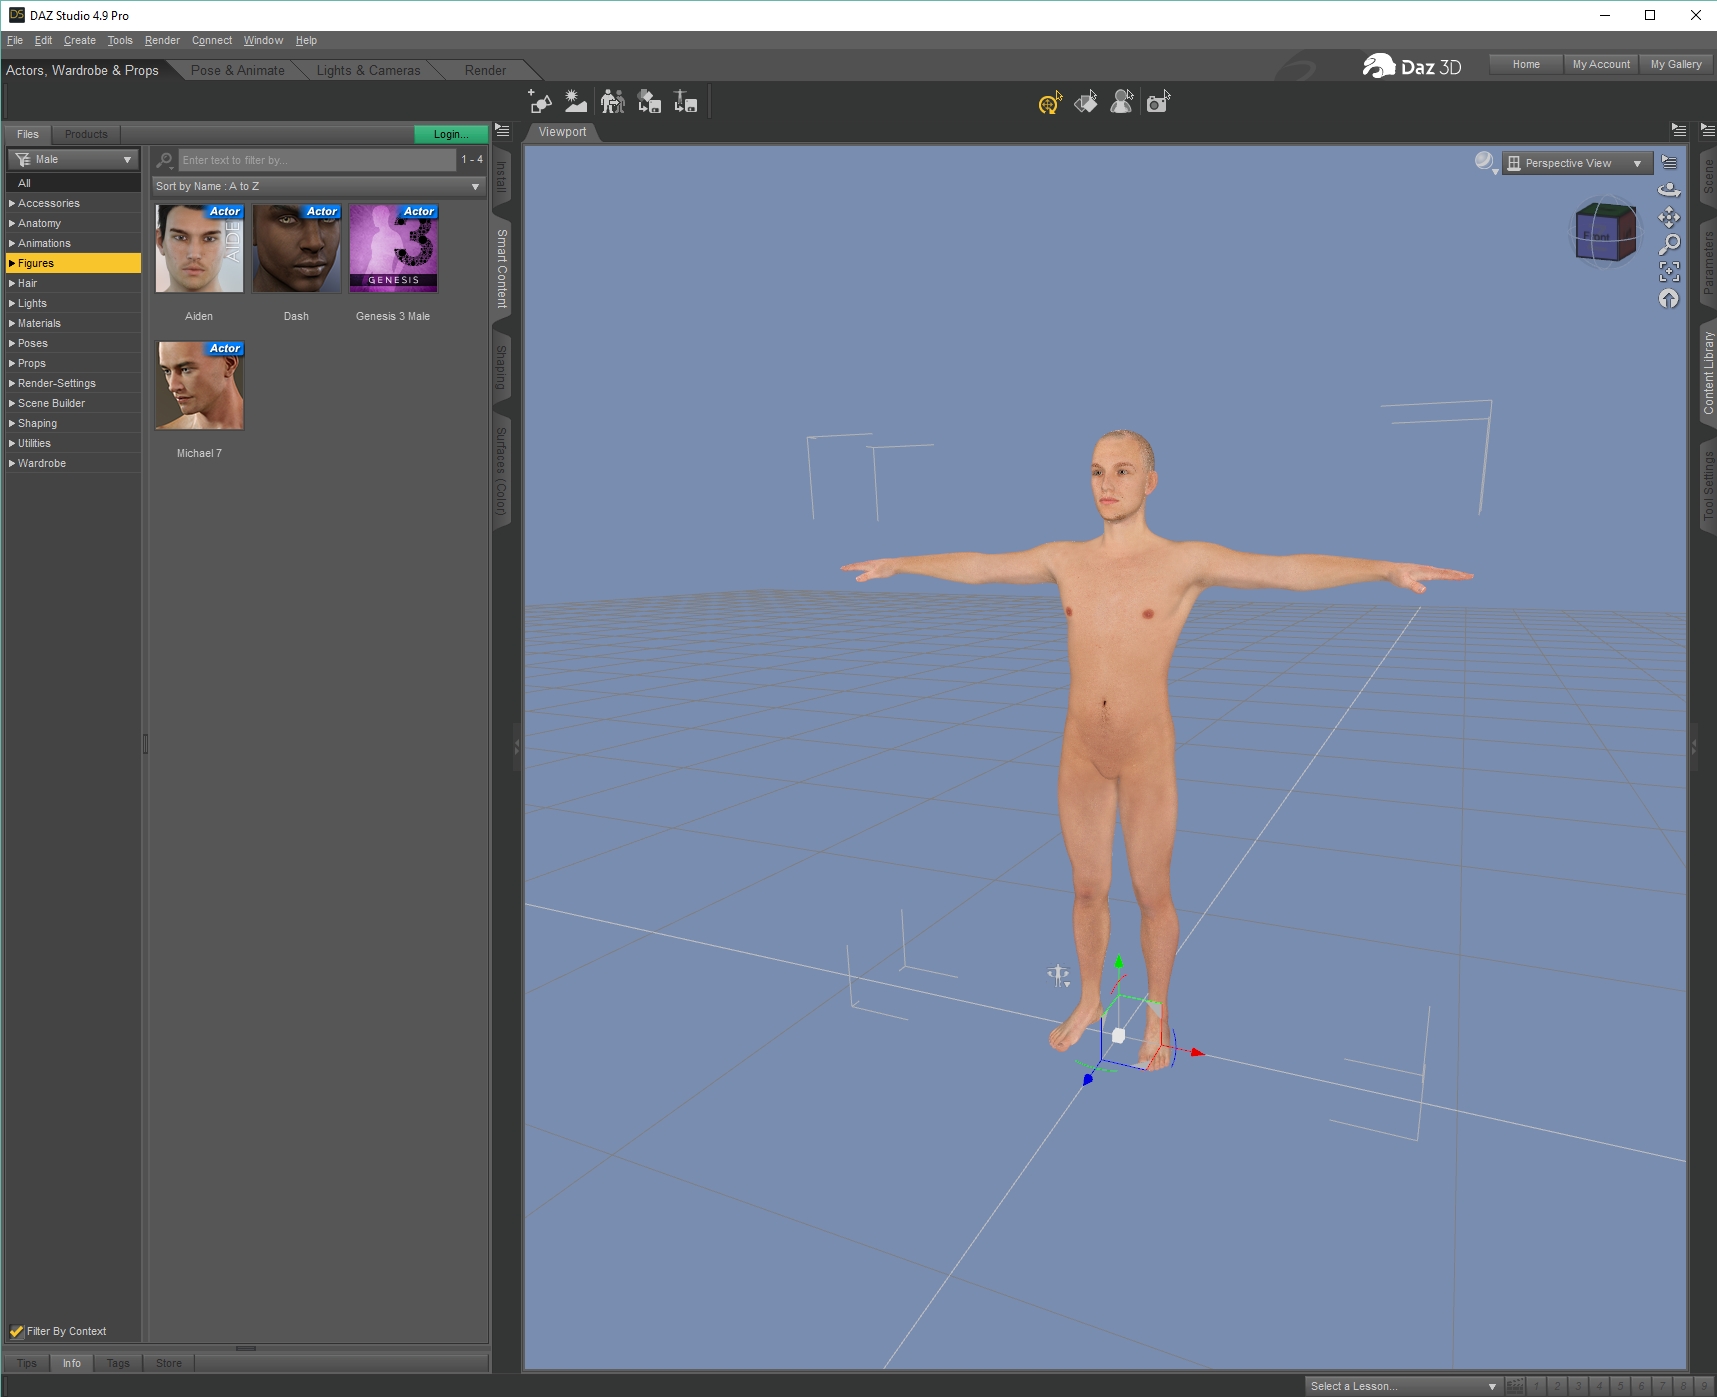 DS DAZ Studio 4.9 Pro
File Edit Create Tools Render Connect Window Help
Actors, Wardrobe & Props Pose & Animate Lights & Cameras Render
Daz 3D
Home My Account My Gallery
Files Products Login...
Viewport
Male
Enter text to filter by... 1 - 4
Perspective View
All
Sort by Name : A to Z
Accessories
Anatomy
Animations
Figures
Hair
Lights
Materials
Poses
Props
Render-Settings
Scene Builder
Shaping
Utilities
Wardrobe
Actor Actor Actor
AIDE
3
GENESIS
Aiden Dash Genesis 3 Male
Actor
Michael 7
Install
Smart Content
Shaping
Surfaces (Color)
Front
Scene
Parameters
Content Library
Tool Settings
Filter By Context
Tips Info Tags Store
Select a Lesson... 1 2 3 4 5 6 7 8 9